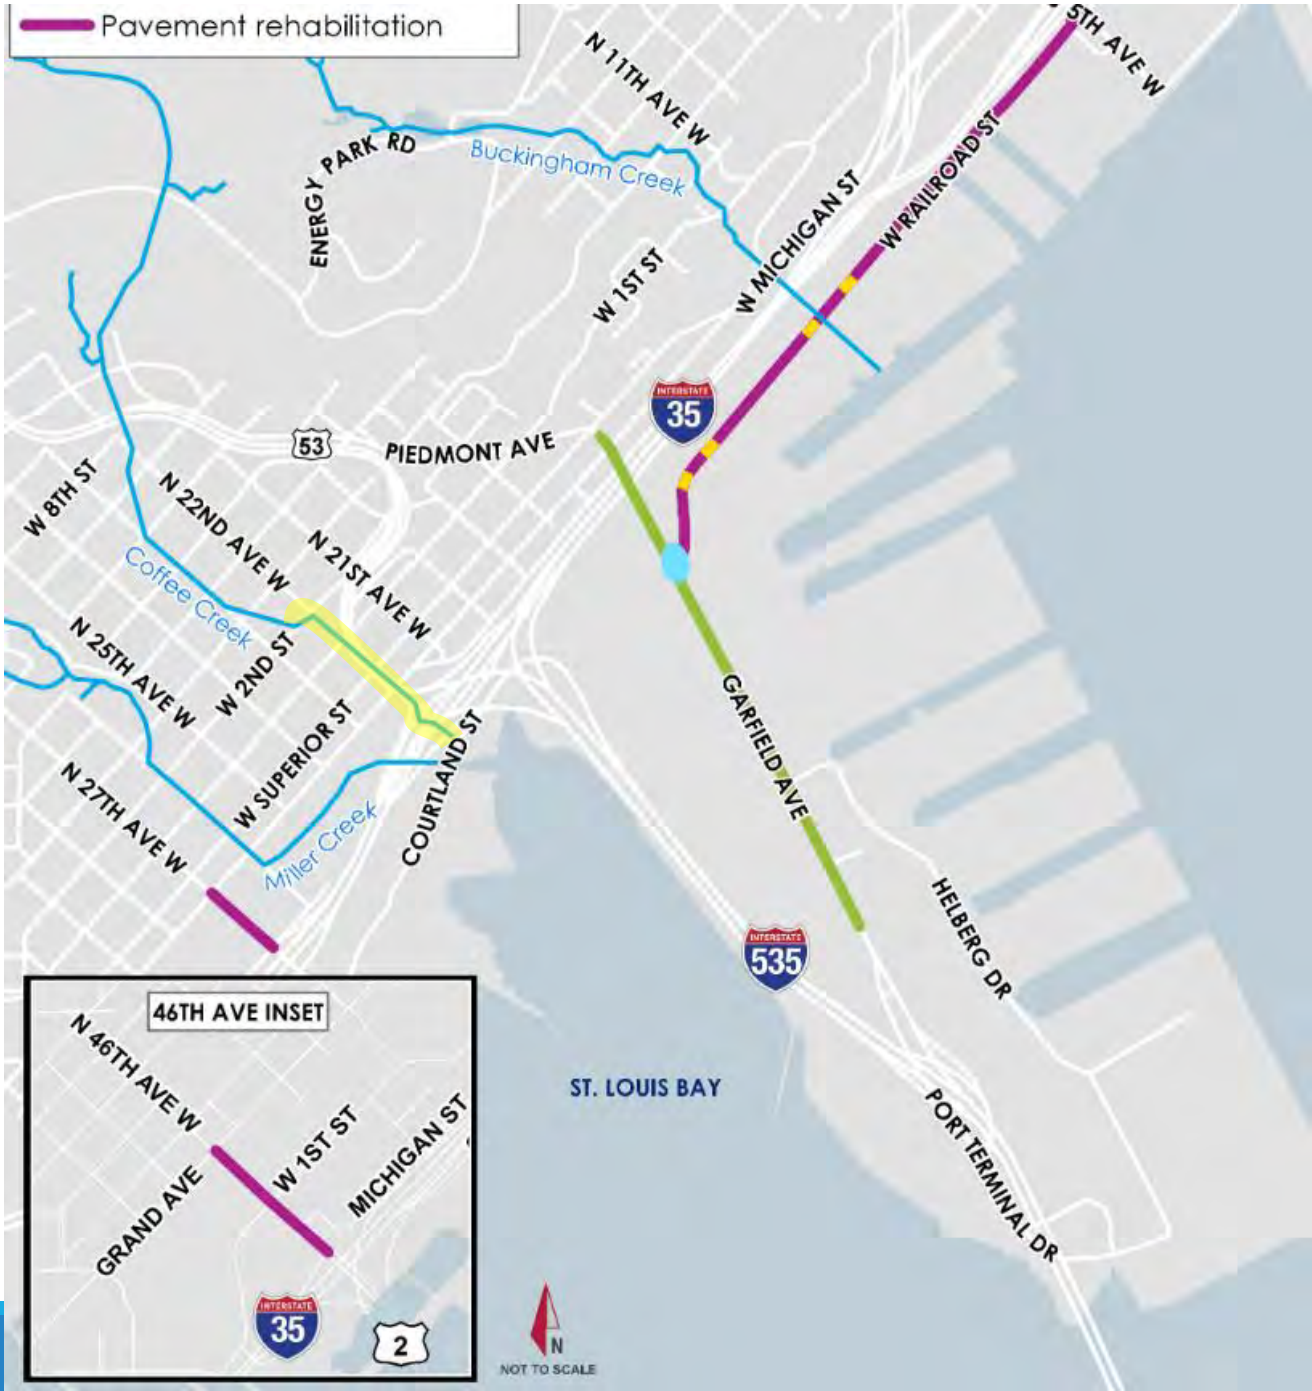 Pavement rehabilitation
5TH AVE W
N 11TH AVE W
W RAILROAD ST
ENERGY PARK RD
Buckingham Creek
W MICHIGAN ST
W 1ST ST
INTERSTATE
35
53
PIEDMONT AVE
W 8TH ST
N 22ND AVE W
N 21ST AVE W
Coffee Creek
N 25TH AVE W
W 2ND ST
W SUPERIOR ST
COURTLAND ST
GARFIELD AVE
N 27TH AVE W
Miller Creek
HELBERG DR
INTERSTATE
535
46TH AVE INSET
N 46TH AVE W
W 1ST ST
MICHIGAN ST
GRAND AVE
INTERSTATE
35
2
ST. LOUIS BAY
PORT TERMINAL DR
N
NOT TO SCALE